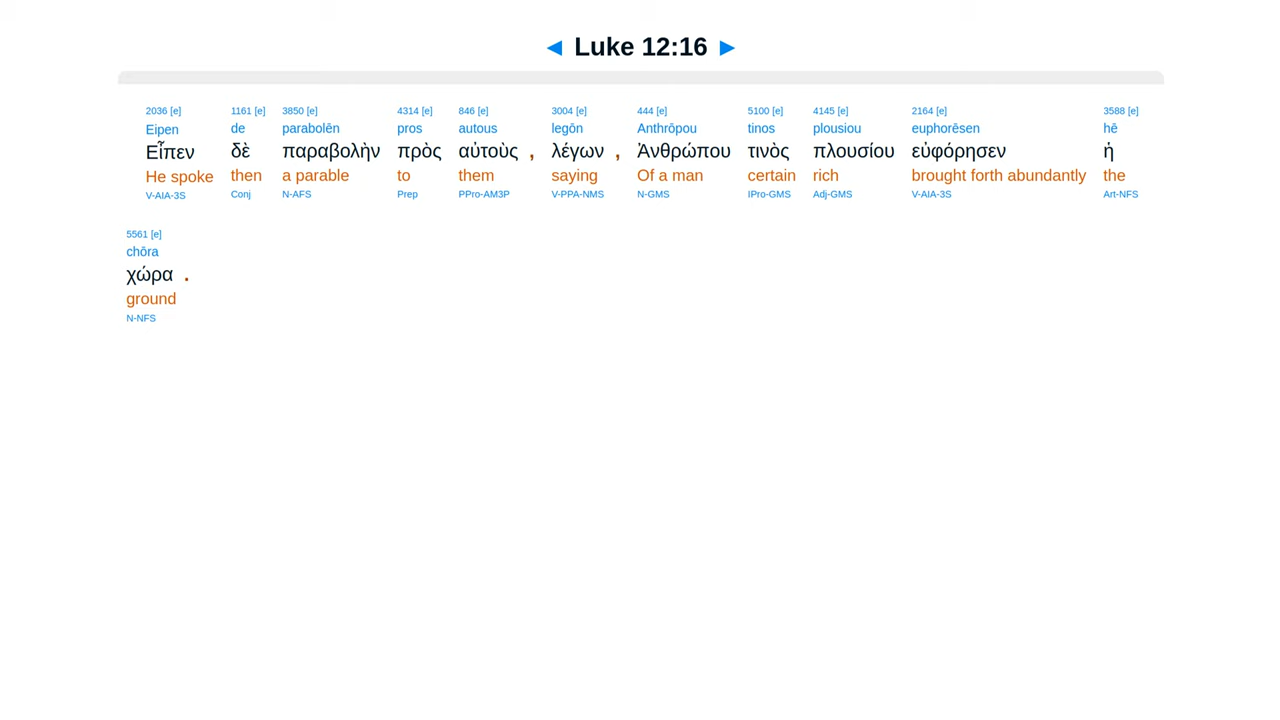 ◄ Luke 12:16 ►
2036 [e] 1161 [e] 3850 [e] 4314 [e] 846 [e] 3004 [e] 444 [e] 5100 [e] 4145 [e] 2164 [e] 3588 [e]
Eipen de parabolēn pros autous legōn Anthrōpou tinos plousiou euphorēsen hē
Εἶπεν δὲ παραβολὴν πρὸς αὐτοὺς , λέγων , Ἀνθρώπου τινὸς πλουσίου εὐφόρησεν ἡ
He spoke then a parable to them saying Of a man certain rich brought forth abundantly the
V-AIA-3S Conj N-AFS Prep PPro-AM3P V-PPA-NMS N-GMS IPro-GMS Adj-GMS V-AIA-3S Art-NFS
5561 [e]
chōra
χώρα .
ground
N-NFS